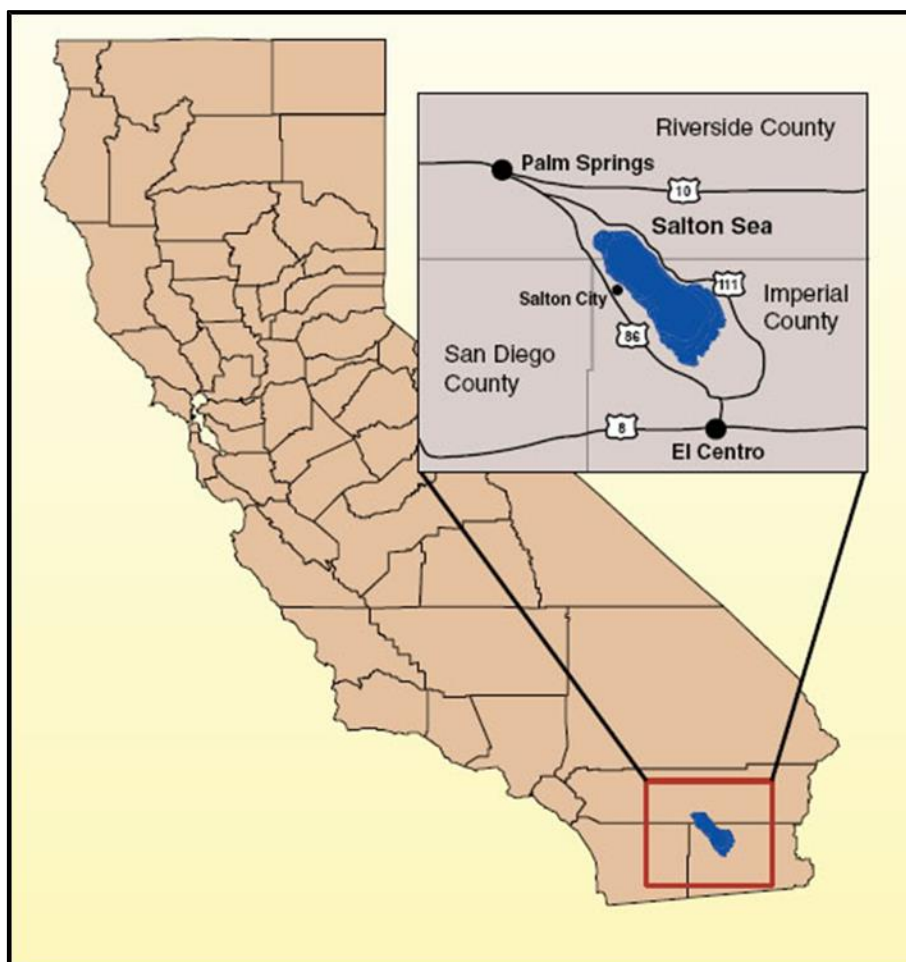 Riverside County
Palm Springs
10
Salton Sea
111
Salton City
Imperial
County
86
San Diego
County
8
El Centro